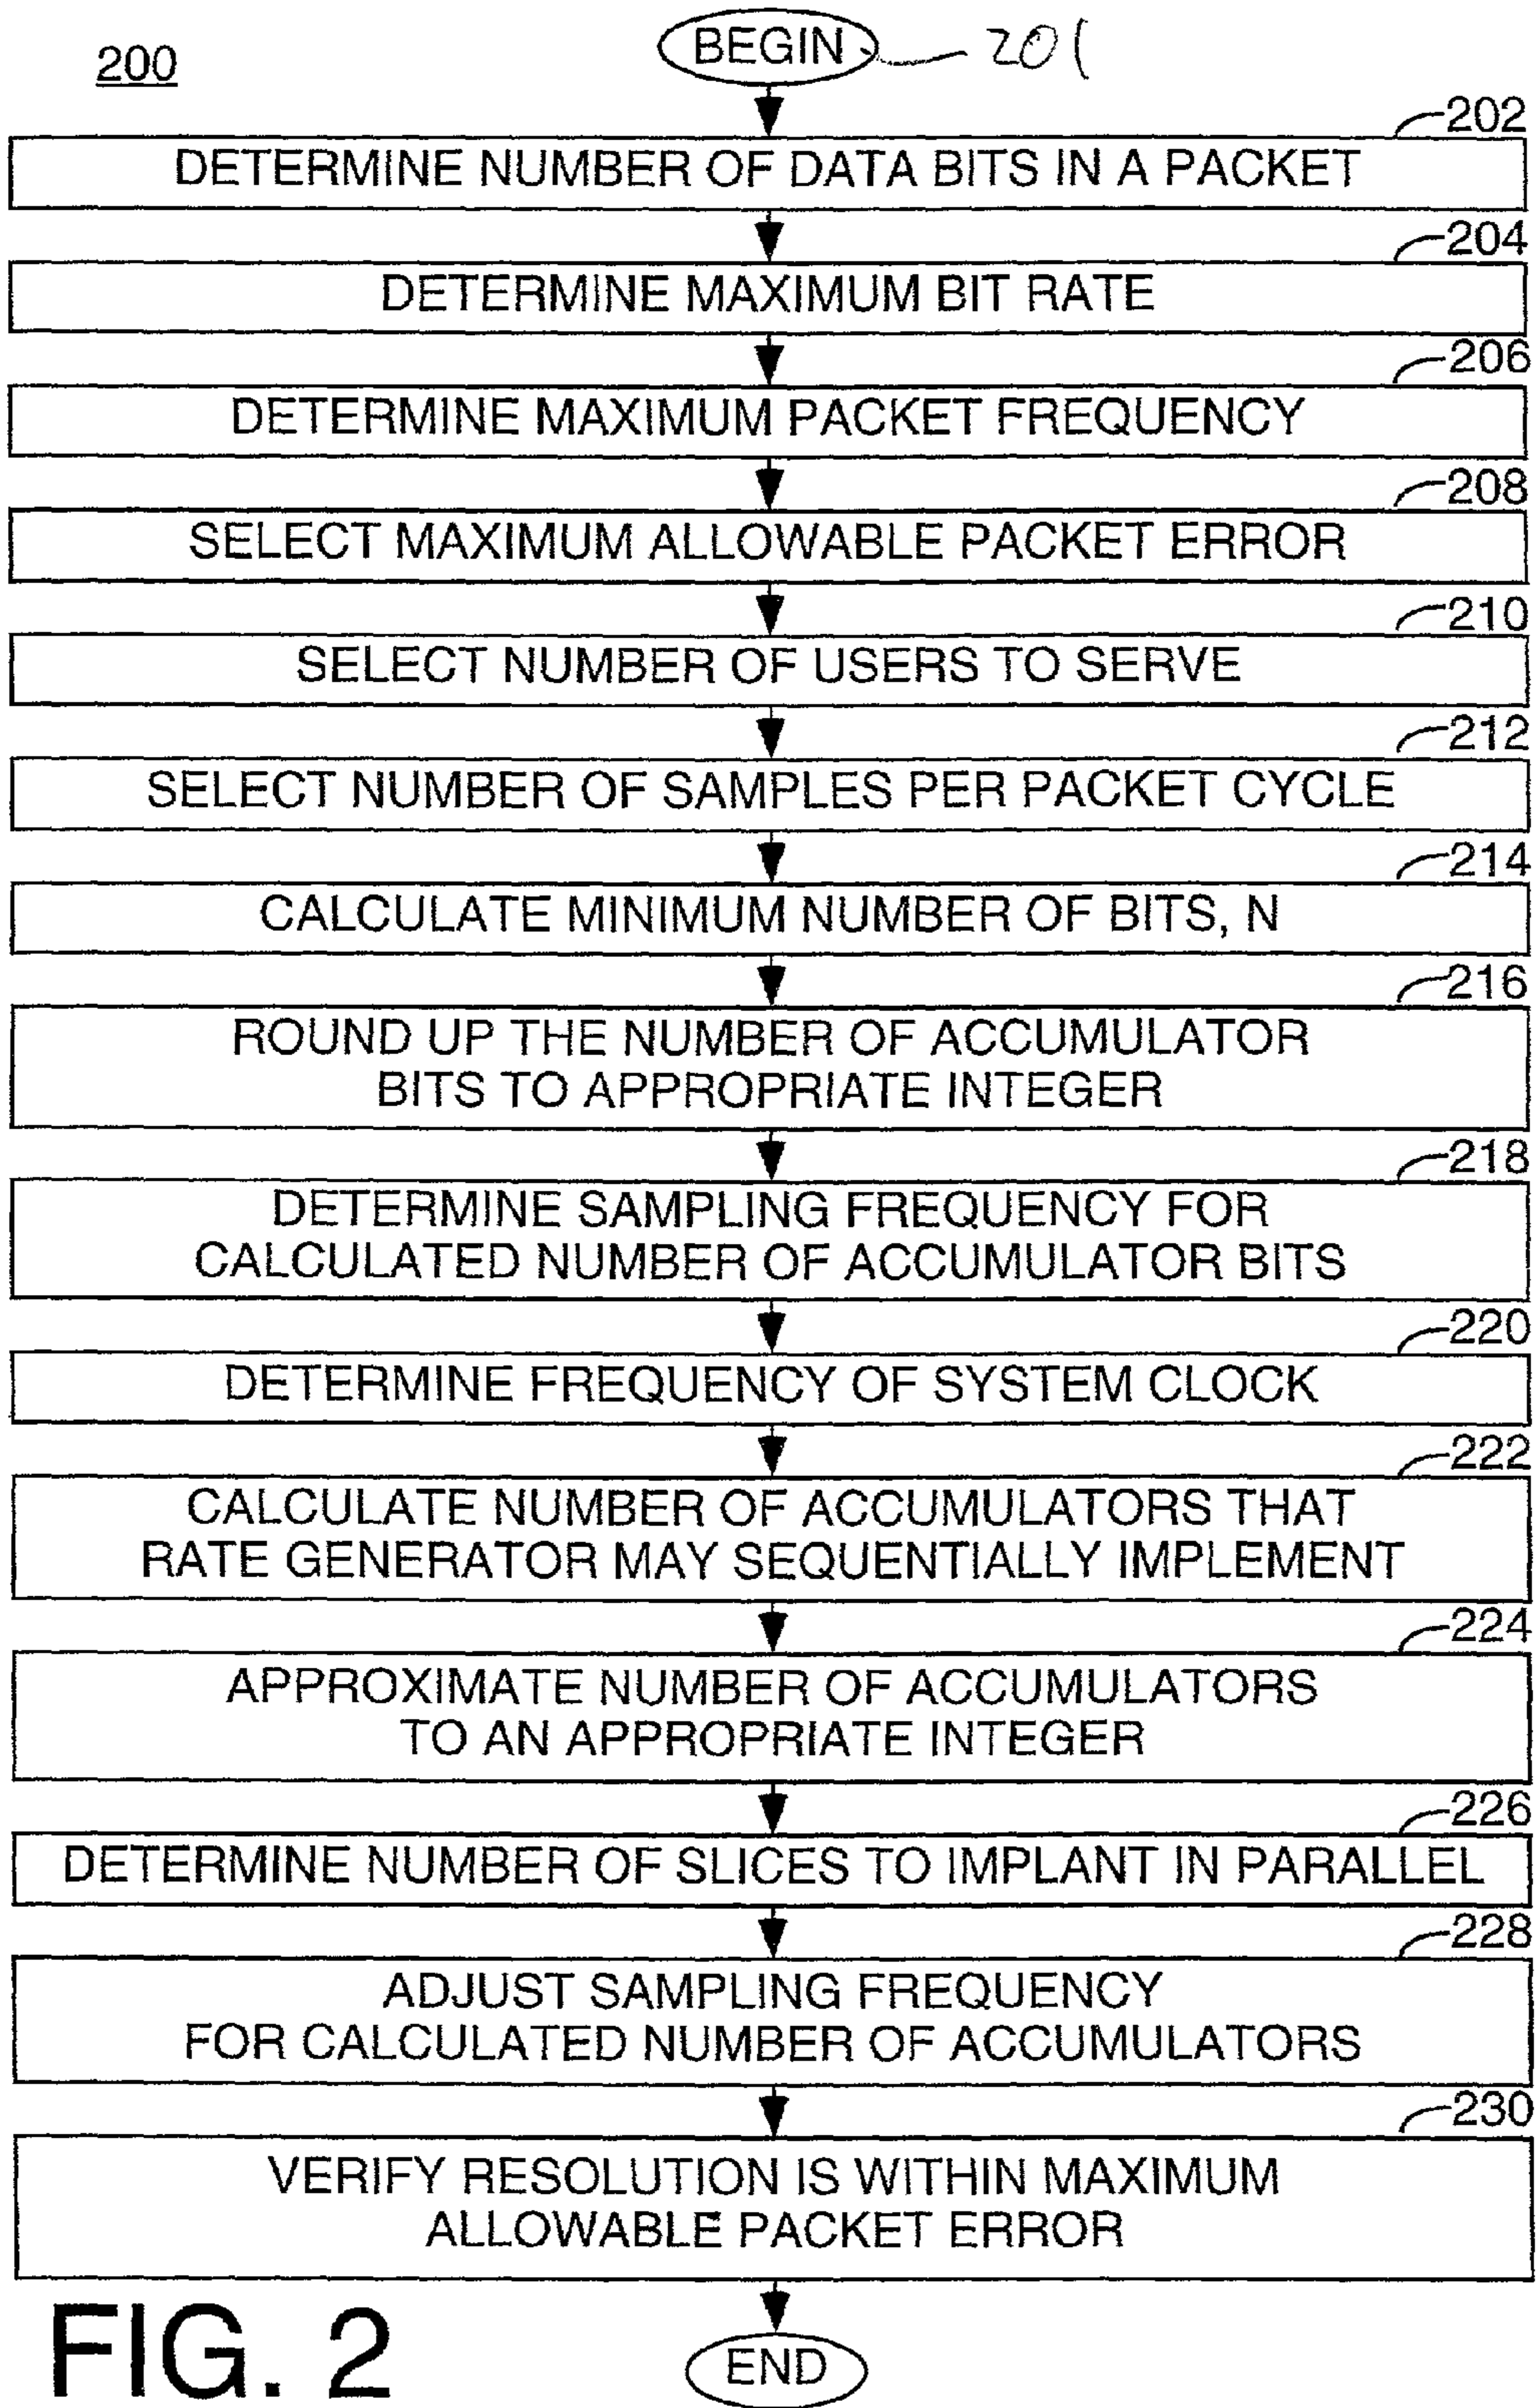 200
BEGIN 201
202
DETERMINE NUMBER OF DATA BITS IN A PACKET
204
DETERMINE MAXIMUM BIT RATE
206
DETERMINE MAXIMUM PACKET FREQUENCY
208
SELECT MAXIMUM ALLOWABLE PACKET ERROR
210
SELECT NUMBER OF USERS TO SERVE
212
SELECT NUMBER OF SAMPLES PER PACKET CYCLE
214
CALCULATE MINIMUM NUMBER OF BITS, N
216
ROUND UP THE NUMBER OF ACCUMULATOR
BITS TO APPROPRIATE INTEGER
218
DETERMINE SAMPLING FREQUENCY FOR
CALCULATED NUMBER OF ACCUMULATOR BITS
220
DETERMINE FREQUENCY OF SYSTEM CLOCK
222
CALCULATE NUMBER OF ACCUMULATORS THAT
RATE GENERATOR MAY SEQUENTIALLY IMPLEMENT
224
APPROXIMATE NUMBER OF ACCUMULATORS
TO AN APPROPRIATE INTEGER
226
DETERMINE NUMBER OF SLICES TO IMPLANT IN PARALLEL
228
ADJUST SAMPLING FREQUENCY
FOR CALCULATED NUMBER OF ACCUMULATORS
230
VERIFY RESOLUTION IS WITHIN MAXIMUM
ALLOWABLE PACKET ERROR
END
FIG. 2